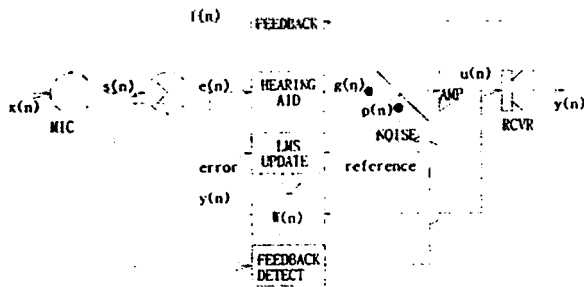 f(n) FEEDBACK
x(n) MIC s(n) e(n) HEARING AID g(n) p(n) NOISE AMP u(n) RCVR y(n)
error LMS UPDATE reference
y(n) W(n)
FEEDBACK DETECT